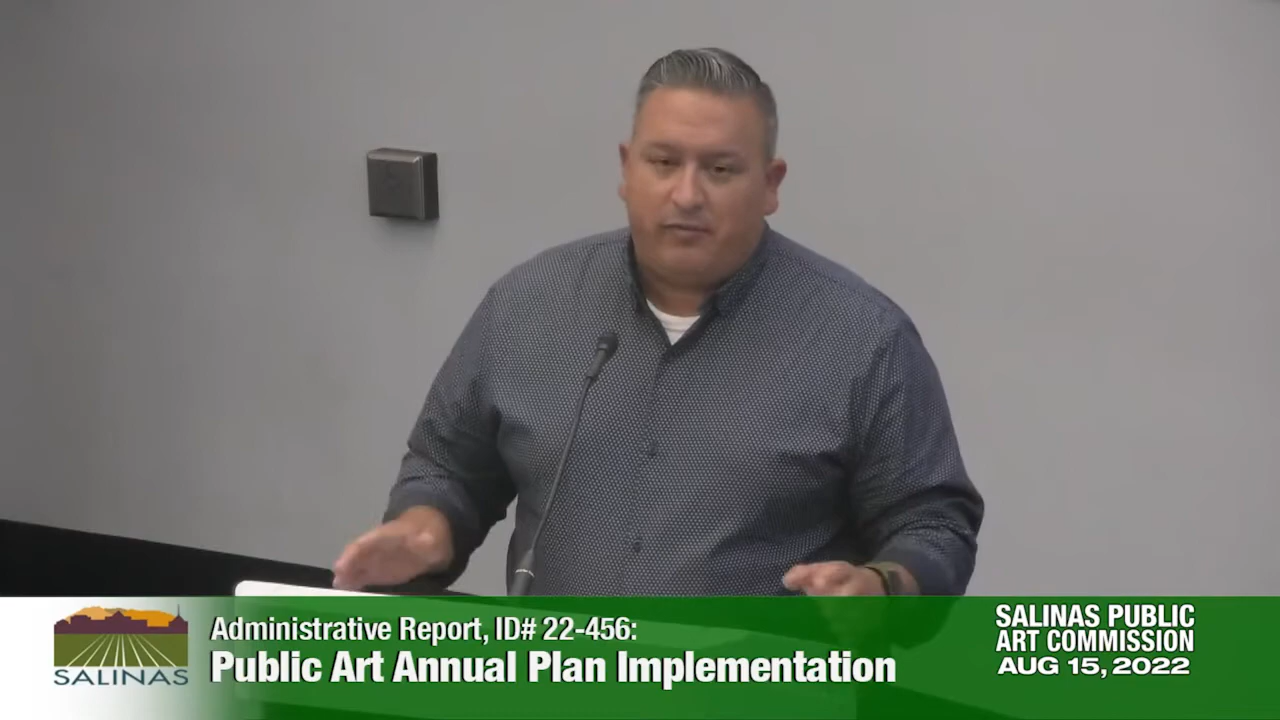 Administrative Report, ID# 22-456:
Public Art Annual Plan Implementation
SALINAS
SALINAS PUBLIC
ART COMMISSION
AUG 15, 2022